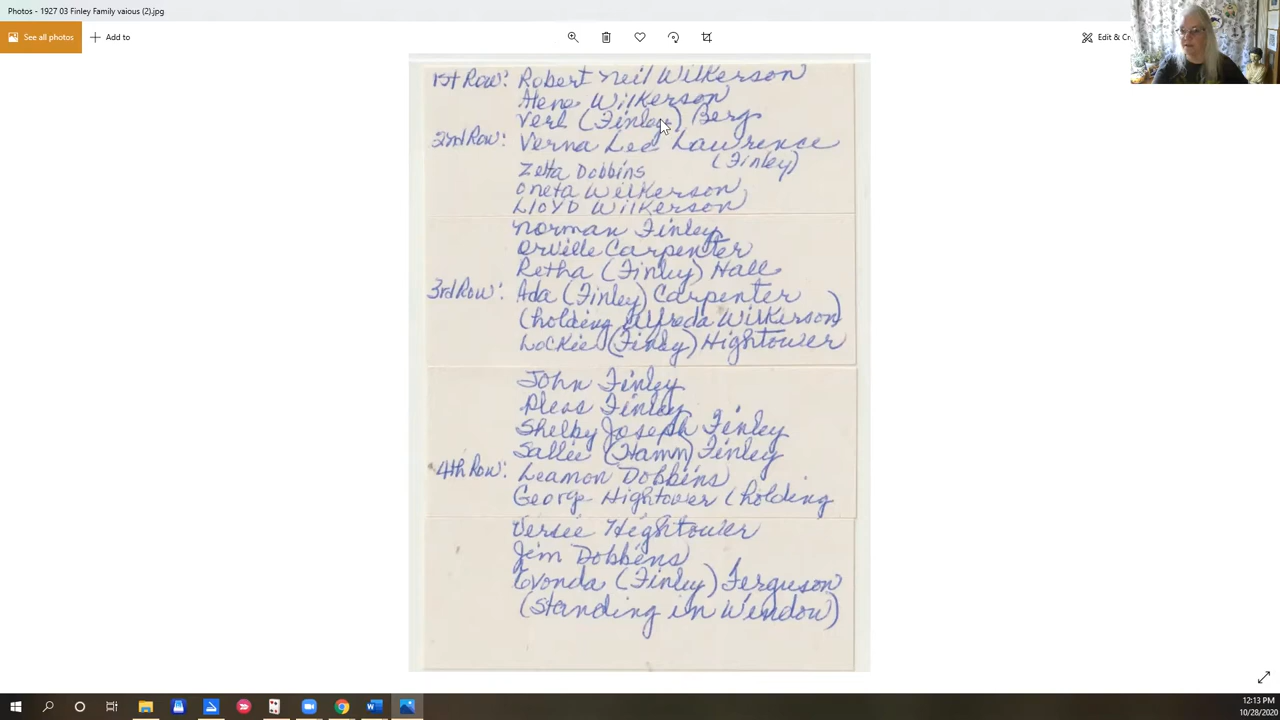 Photos - 1927 03 Finley Family vaious (2).jpg
See all photos
Add to
Edit & Cr
1st Row: Robert Neil Wilkerson
Alene Wilkerson
Verl (Finley) Berg
2nd Row: Verna Lee Lawrence
(Finley)
Zetta Dobbins
Oneta Wilkerson
LLOYD Wilkerson
Norman Finley
Orville Carpenter
Retha (Finley) Hall
3rd Row: Ada (Finley) Carpenter
(holding Alfreda Wilkerson)
Lockie (Finley) Hightower
John Finley
Pleas Finley
Shelby Joseph Finley
Sallie (Hamm) Finley
4th Row: Leamon Dobbins
George Hightower (holding
Versie Hightower
Jim Dobbins
Evonda (Finley) Ferguson
(standing in Window)
12:13 PM
10/28/2020